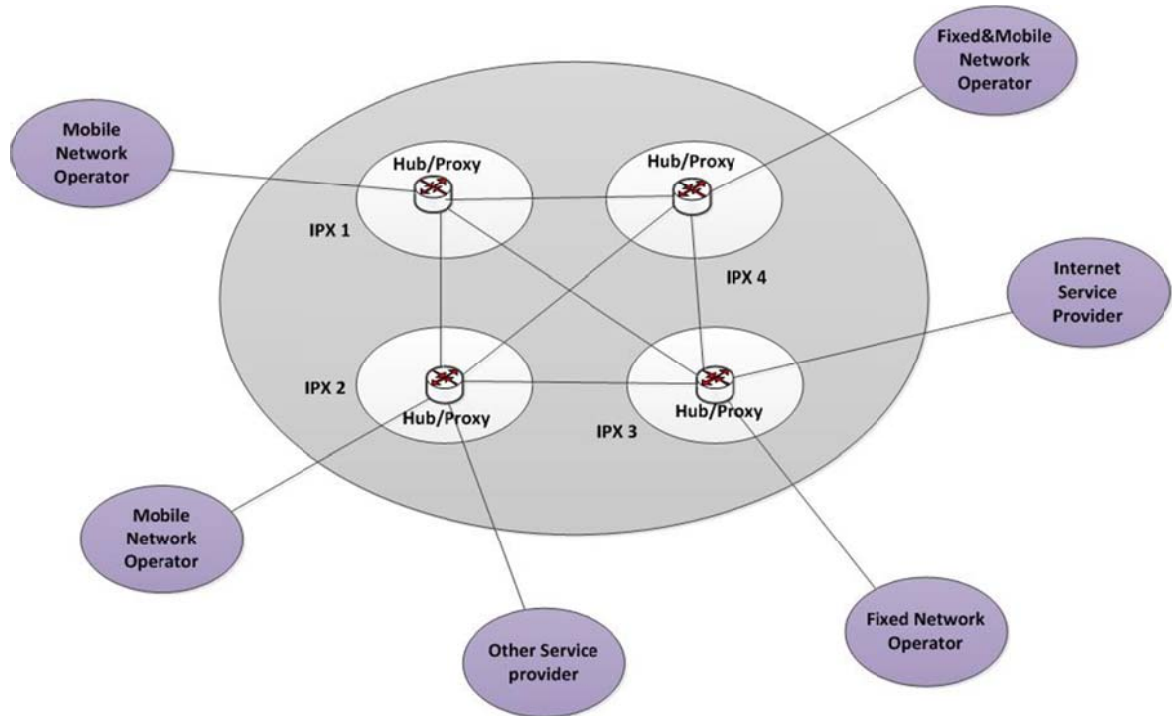 Fixed&Mobile
Network
Operator
Mobile
Network
Operator
Hub/Proxy
Hub/Proxy
IPX 1
IPX 4
Internet
Service
Provider
IPX 2
Hub/Proxy
Hub/Proxy
IPX 3
Mobile
Network
Operator
Fixed Network
Operator
Other Service
provider